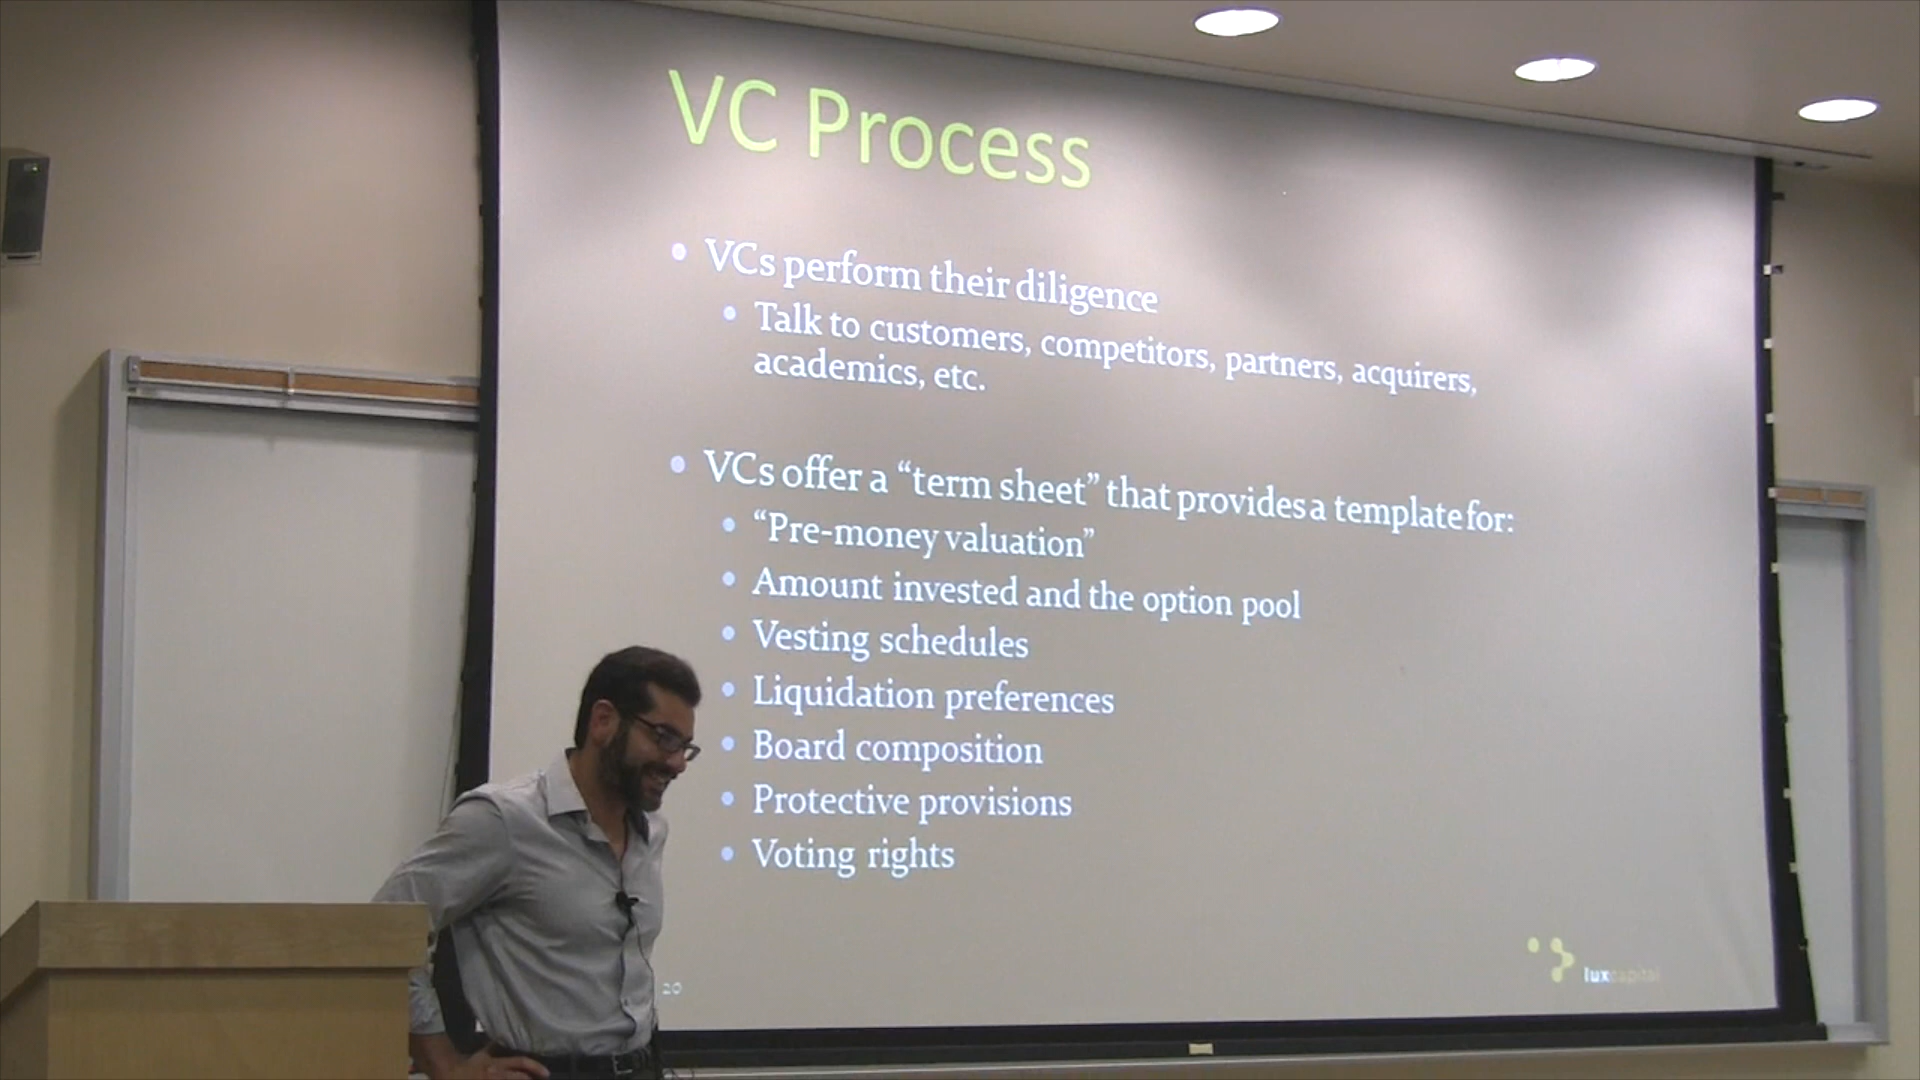 VC Process
VCs perform their diligence
Talk to customers, competitors, partners, acquirers,
academics, etc.
VCs offer a “term sheet” that provides a template for:
“Pre-money valuation”
Amount invested and the option pool
Vesting schedules
Liquidation preferences
Board composition
Protective provisions
Voting rights
20
luxcapital